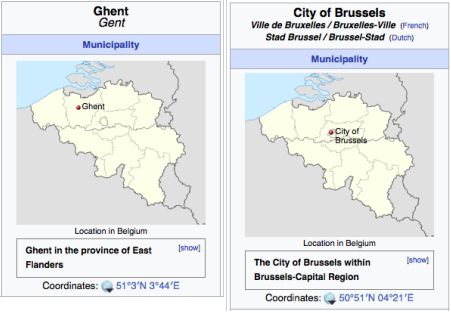 Ghent
Gent
Municipality
Ghent
Location in Belgium
Ghent in the province of East
Flanders
[show]
Coordinates: 51°3′N 3°44′E
City of Brussels
Ville de Bruxelles / Bruxelles-Ville (French)
Stad Brussel / Brussel-Stad (Dutch)
Municipality
City of
Brussels
Location in Belgium
The City of Brussels within
Brussels-Capital Region
[show]
Coordinates: 50°51′N 04°21′E